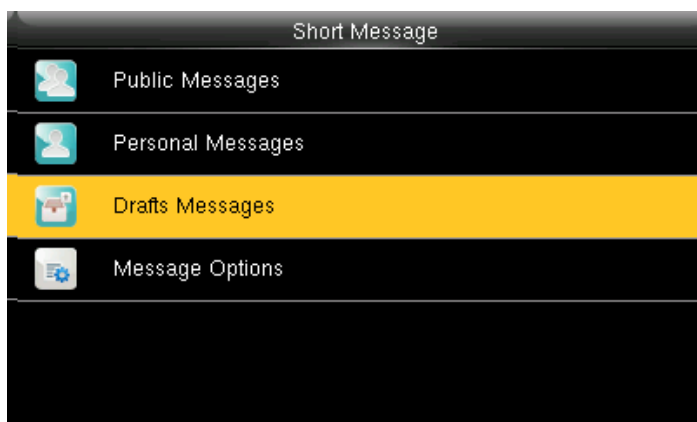 Short Message
Public Messages
Personal Messages
Drafts Messages
Message Options